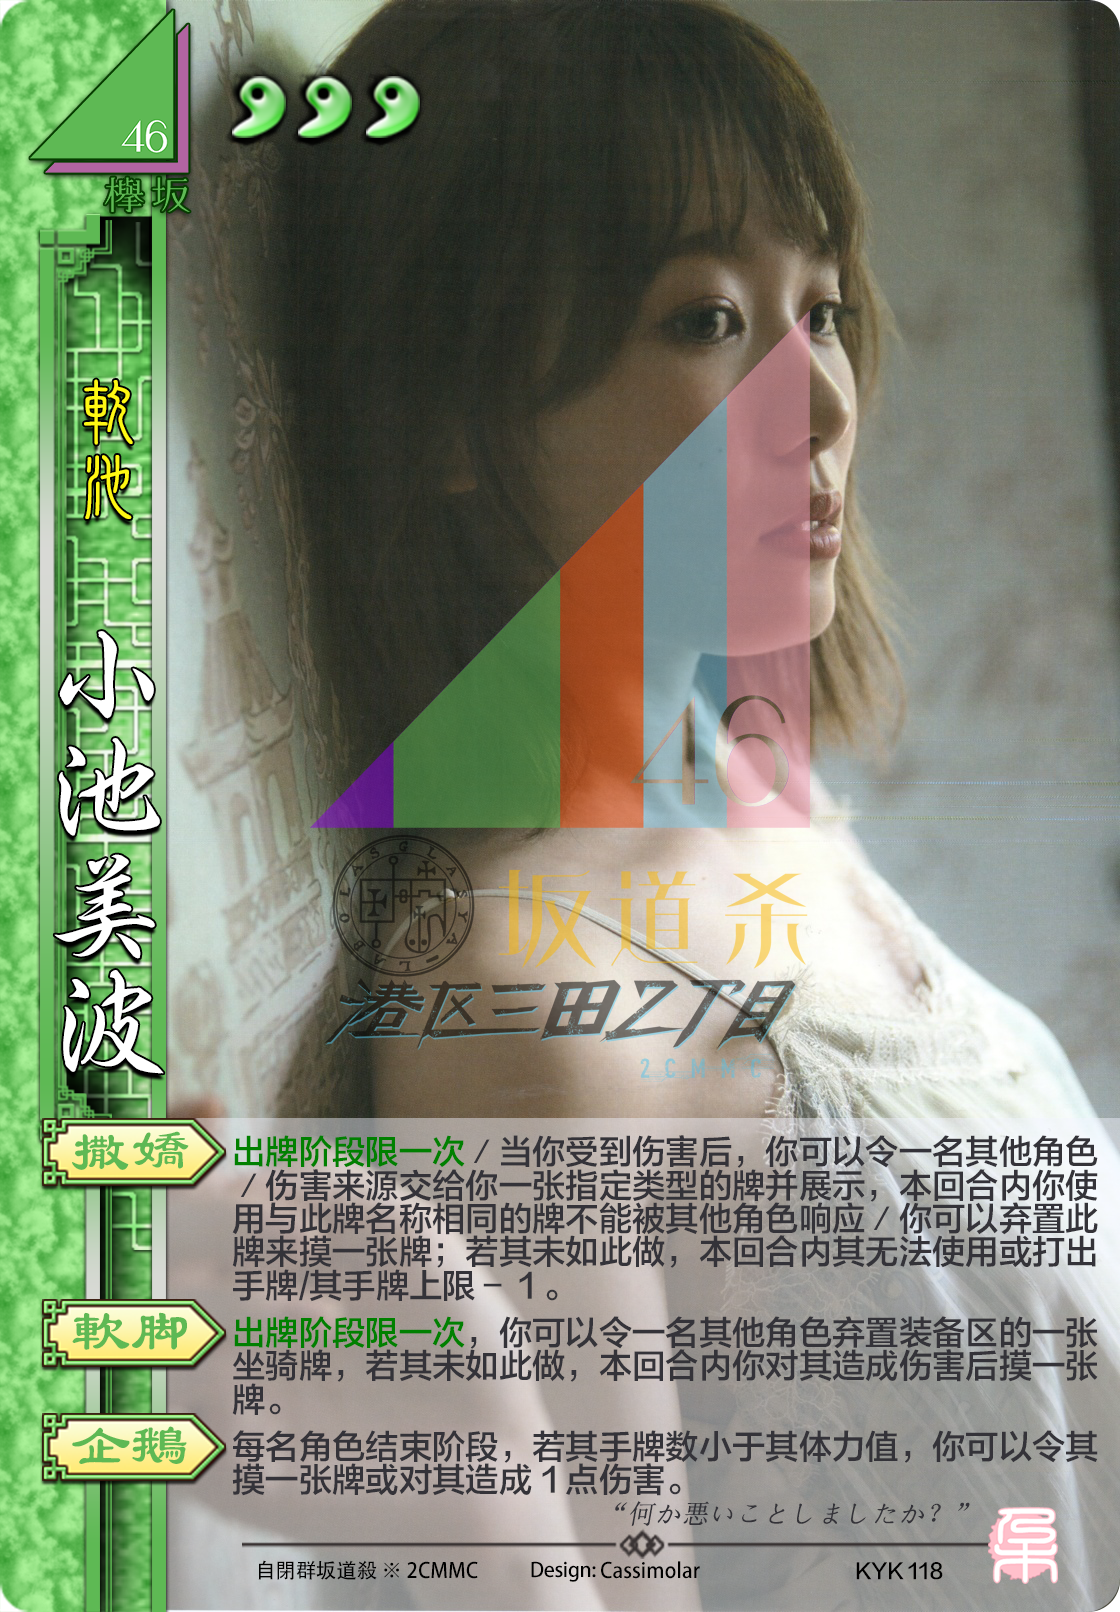 46
欅坂
軟池
小池美波
46
GLASYA-LABOLAS
坂道杀
港区三田2丁目
2CMMC
撒嬌
出牌阶段限一次／当你受到伤害后，你可以令一名其他角色
／伤害来源交给你一张指定类型的牌并展示，本回合内你使
用与此牌名称相同的牌不能被其他角色响应／你可以弃置此
牌来摸一张牌；若其未如此做，本回合内其无法使用或打出
手牌/其手牌上限－１。
軟脚
出牌阶段限一次，你可以令一名其他角色弃置装备区的一张
坐骑牌，若其未如此做，本回合内你对其造成伤害后摸一张
牌。
企鵝
每名角色结束阶段，若其手牌数小于其体力值，你可以令其
摸一张牌或对其造成１点伤害。
“何か悪いことしましたか？”
自閉群坂道殺 ※ 2CMMC
Design: Cassimolar
KYK 118